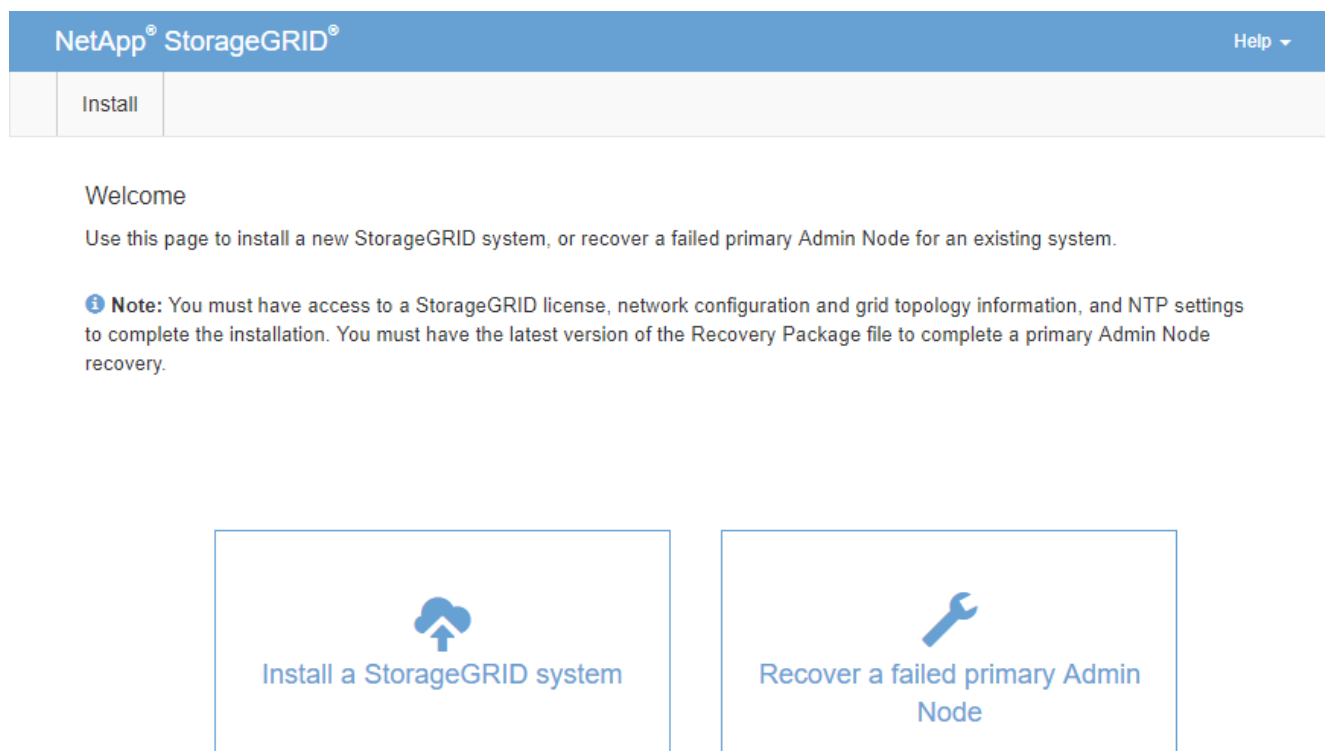 NetApp® StorageGRID®
Help
Install
Welcome
Use this page to install a new StorageGRID system, or recover a failed primary Admin Node for an existing system.
Note: You must have access to a StorageGRID license, network configuration and grid topology information, and NTP settings
to complete the installation. You must have the latest version of the Recovery Package file to complete a primary Admin Node
recovery.
Install a StorageGRID system
Recover a failed primary Admin
Node